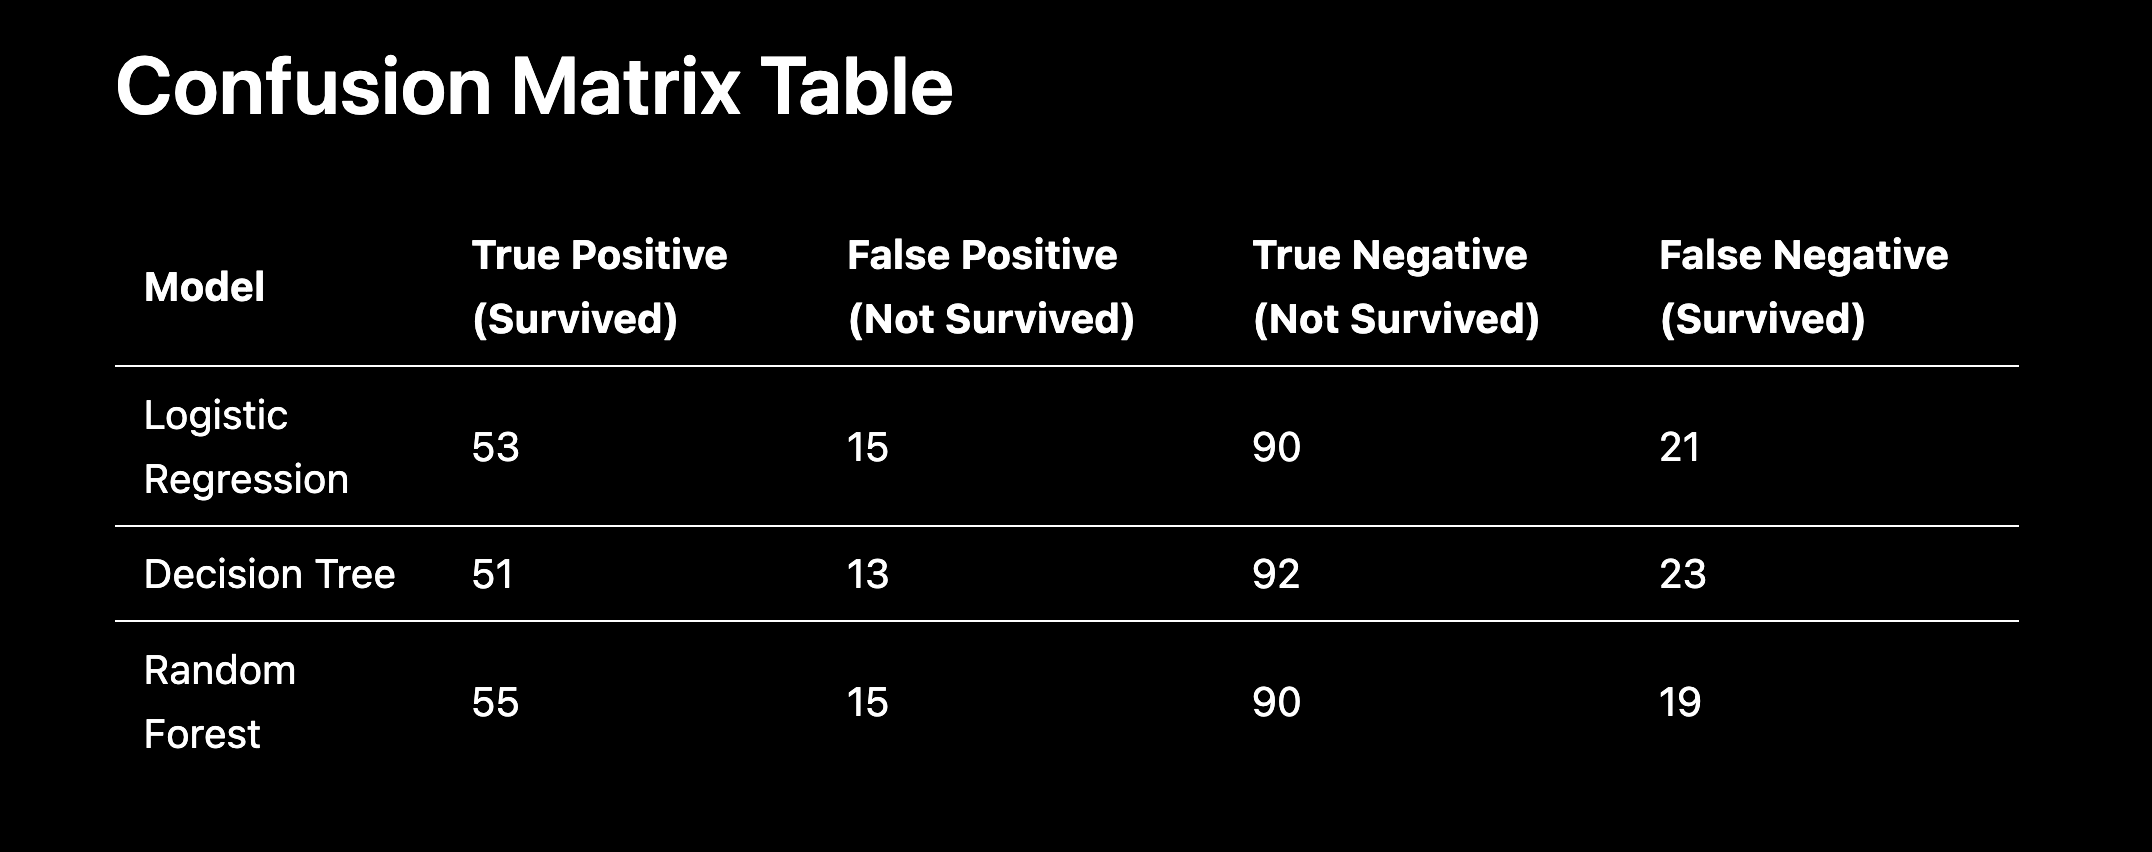 Confusion Matrix Table
Model
True Positive
(Survived)
False Positive
(Not Survived)
True Negative
(Not Survived)
False Negative
(Survived)
Logistic
Regression
53
15
90
21
Decision Tree
51
13
92
23
Random
Forest
55
15
90
19